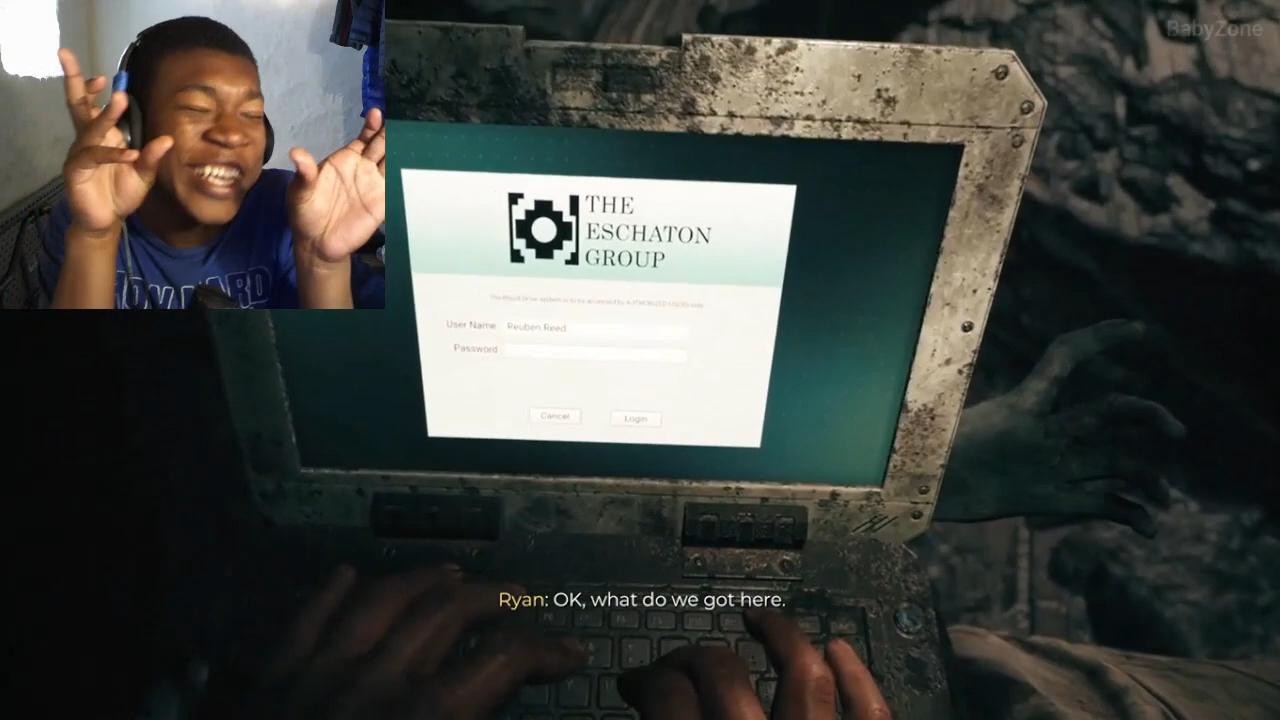 BabyZone
THE
ESCHATON
GROUP
User Name
Reuben Reed
Password
Cancel
Login
Ryan: OK, what do we got here.